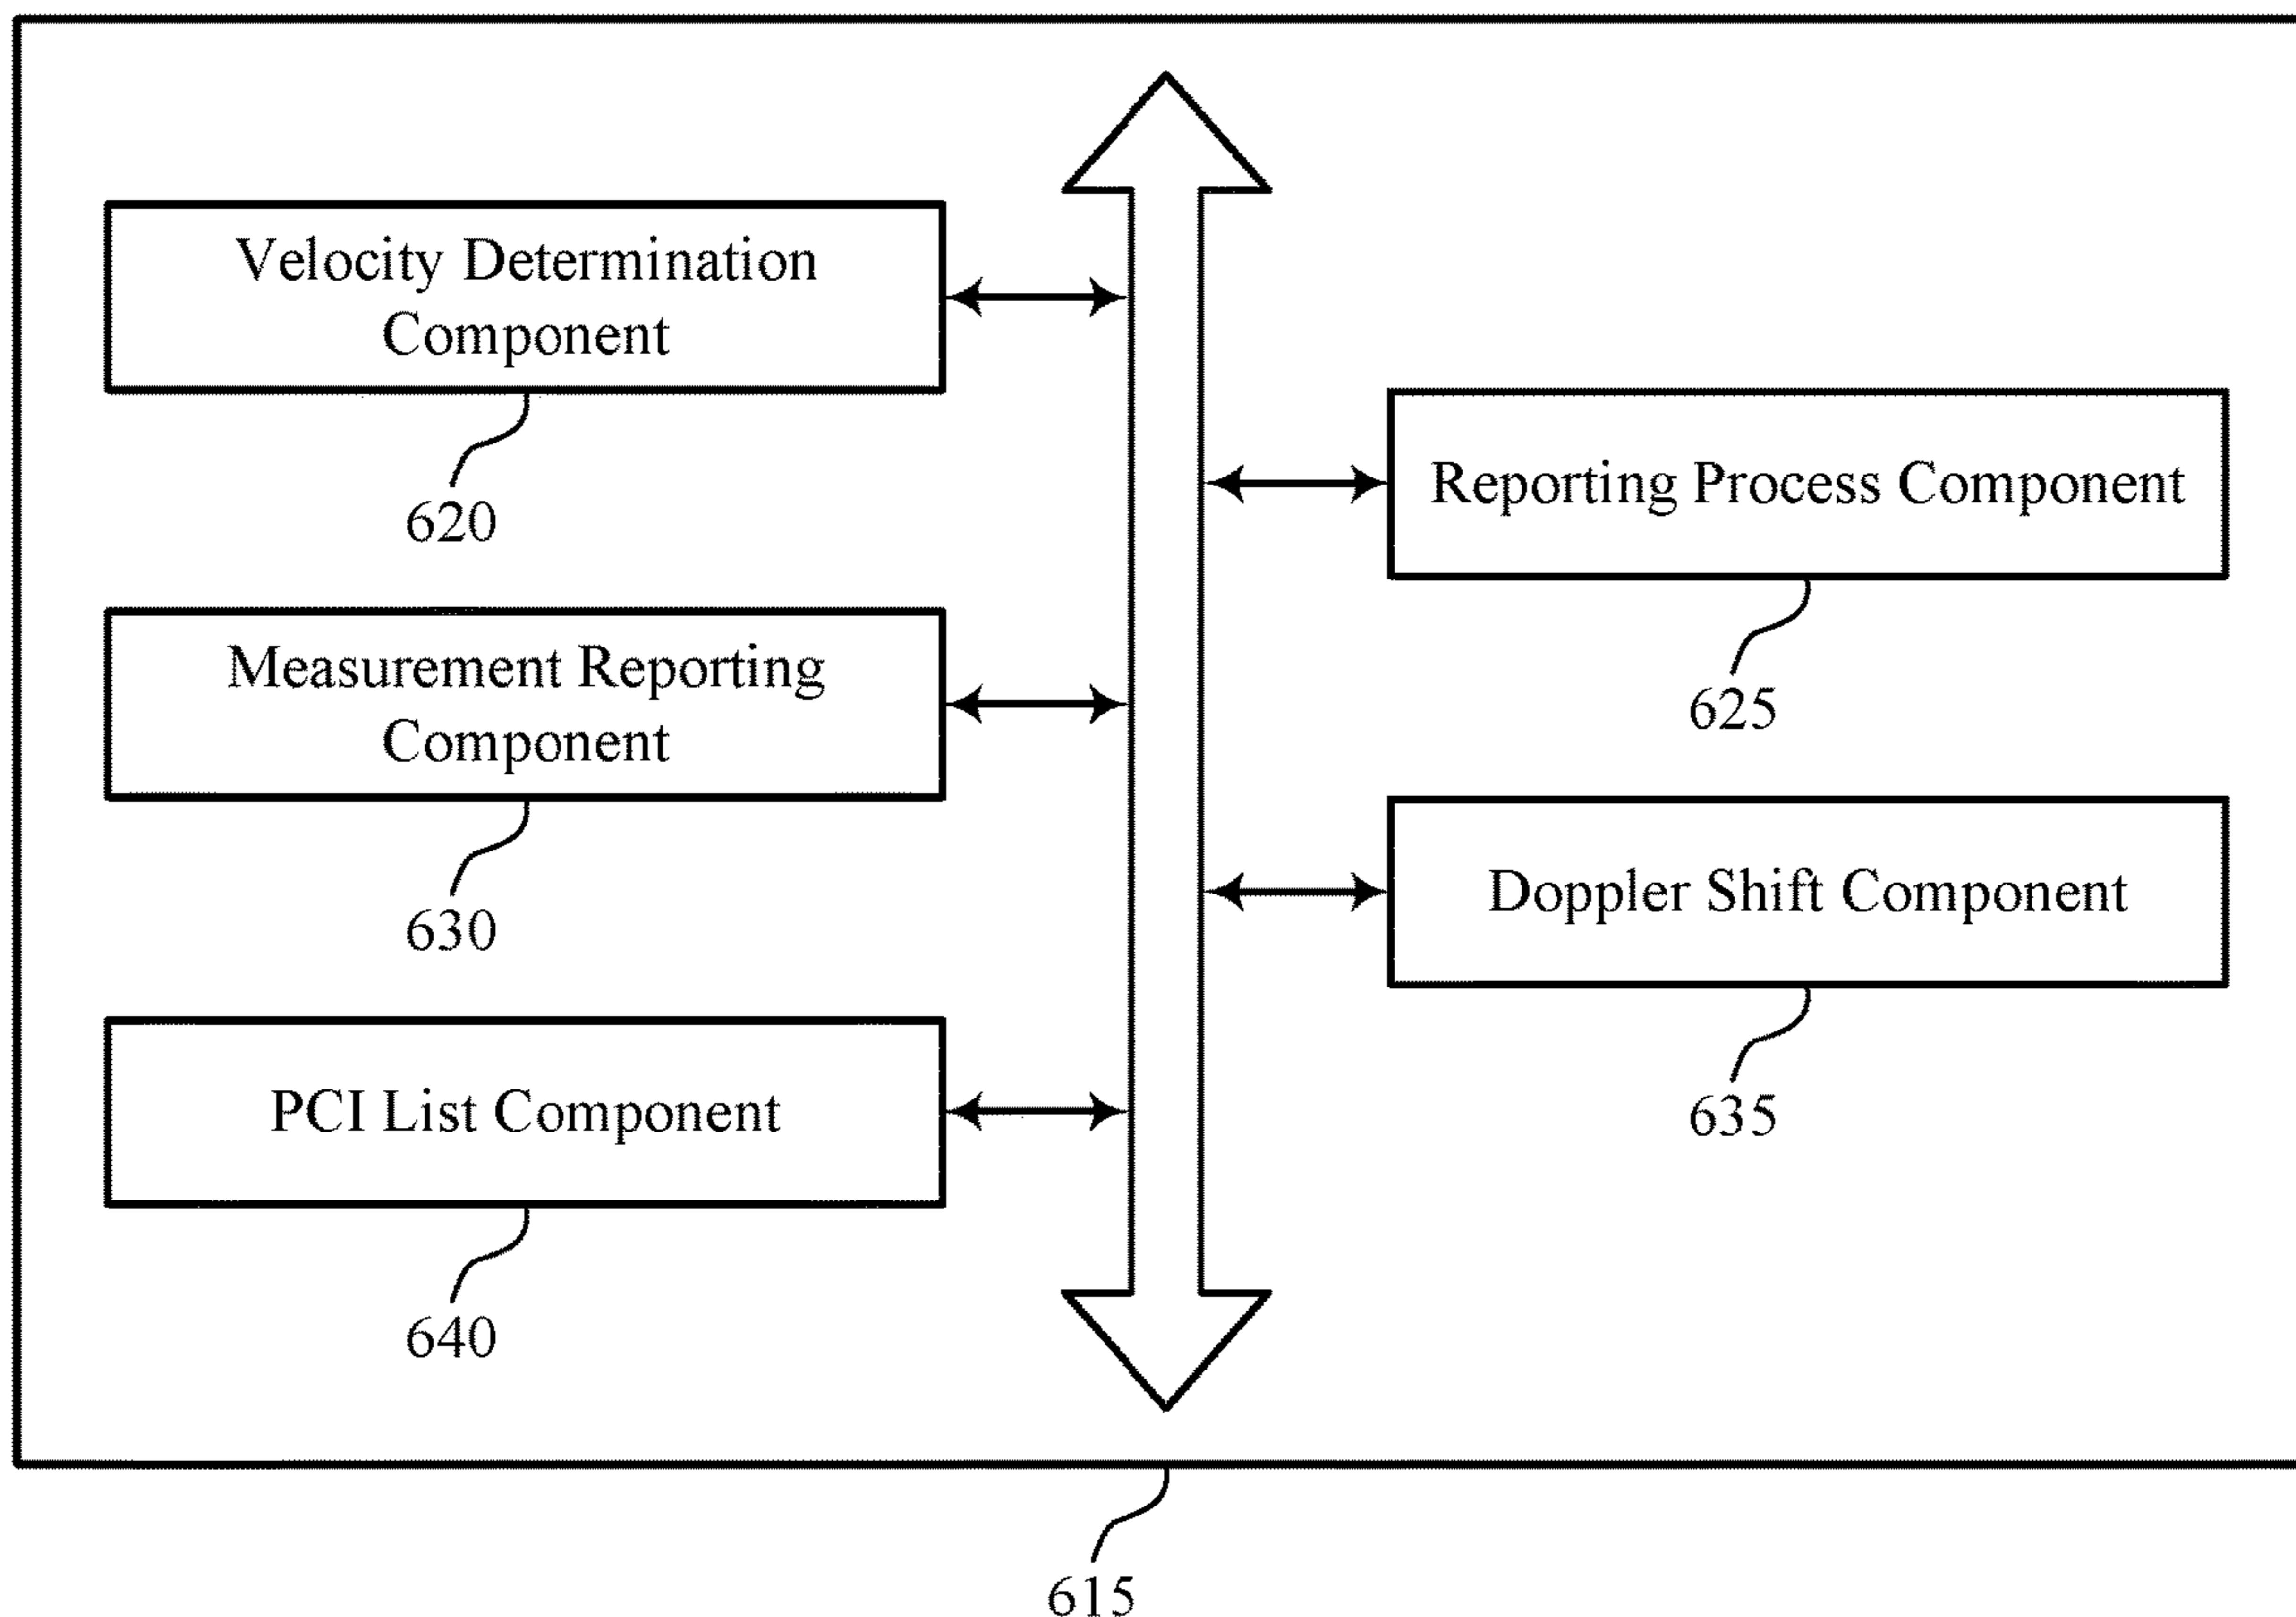 Velocity Determination
Component
620
Reporting Process Component
625
Measurement Reporting
Component
630
Doppler Shift Component
635
PCI List Component
640
615